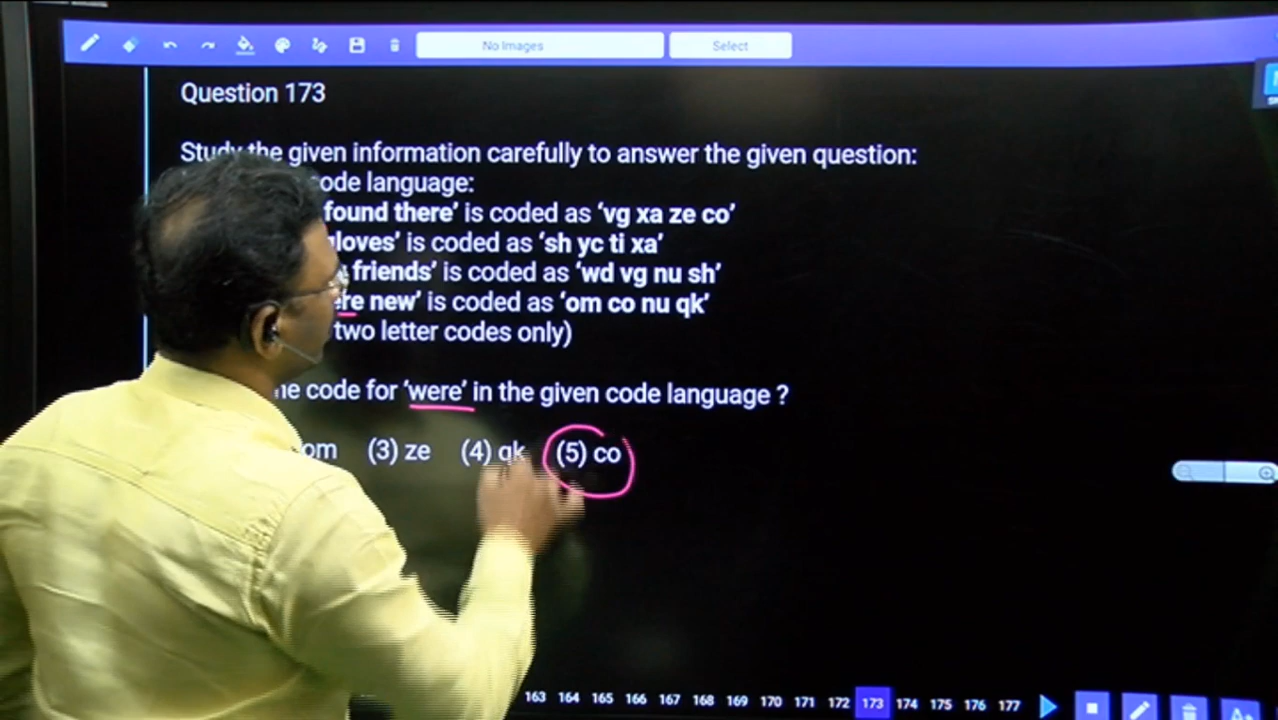 No Images Select
Question 173
Study the given information carefully to answer the given question:
code language:
found there’ is coded as ‘vg xa ze co’
gloves’ is coded as ‘sh yc ti xa’
friends’ is coded as ‘wd vg nu sh’
new’ is coded as ‘om co nu qk’
two letter codes only)
code for ‘were’ in the given code language ?
om (3) ze (4) qk (5) co
163 164 165 166 167 168 169 170 171 172 173 174 175 176 177